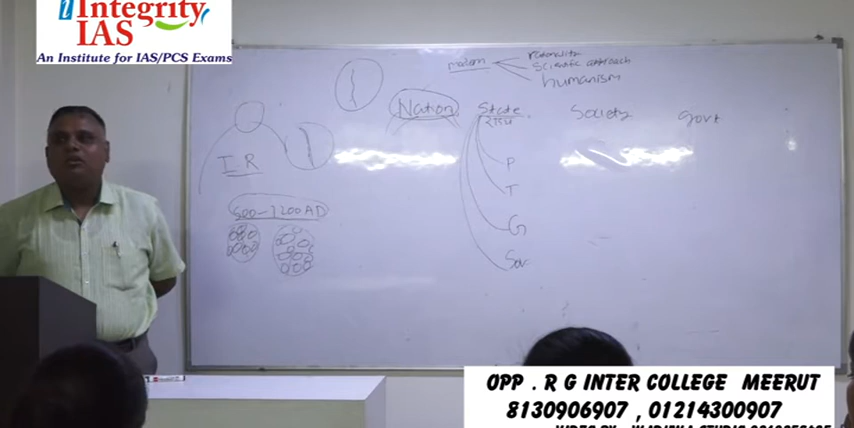 Integrity
IAS
An Institute for IAS/PCS Exams
modern
scientific approach
humanism
Nation
State
राज्य
Society
Govt
P
T
G
Sov
I-R
500-1200 AD
OPP . R G INTER COLLEGE MEERUT
8130906907 , 01214300907